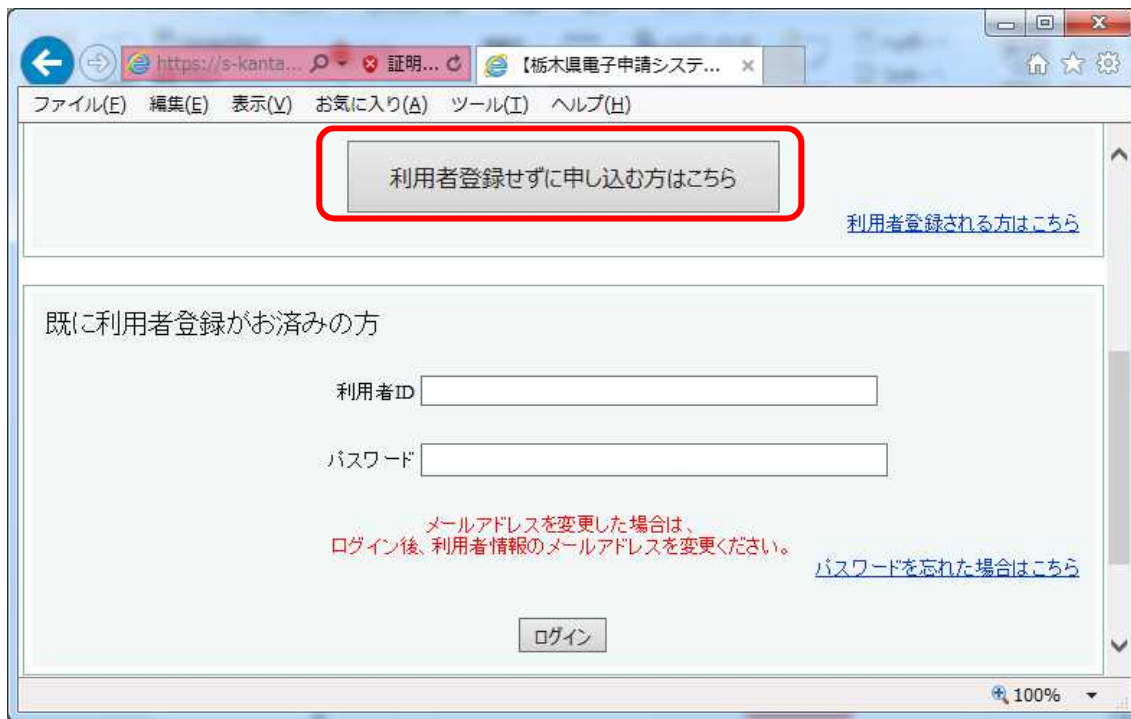 https://s-kanta... 証明... 【栃木県電子申請システ...
ファイル(F) 編集(E) 表示(V) お気に入り(A) ツール(T) ヘルプ(H)
利用者登録せずに申し込む方はこちら
利用者登録される方はこちら
既に利用者登録がお済みの方
利用者ID
パスワード
メールアドレスを変更した場合は、
ログイン後、利用者情報のメールアドレスを変更ください。
パスワードを忘れた場合はこちら
ログイン
100%